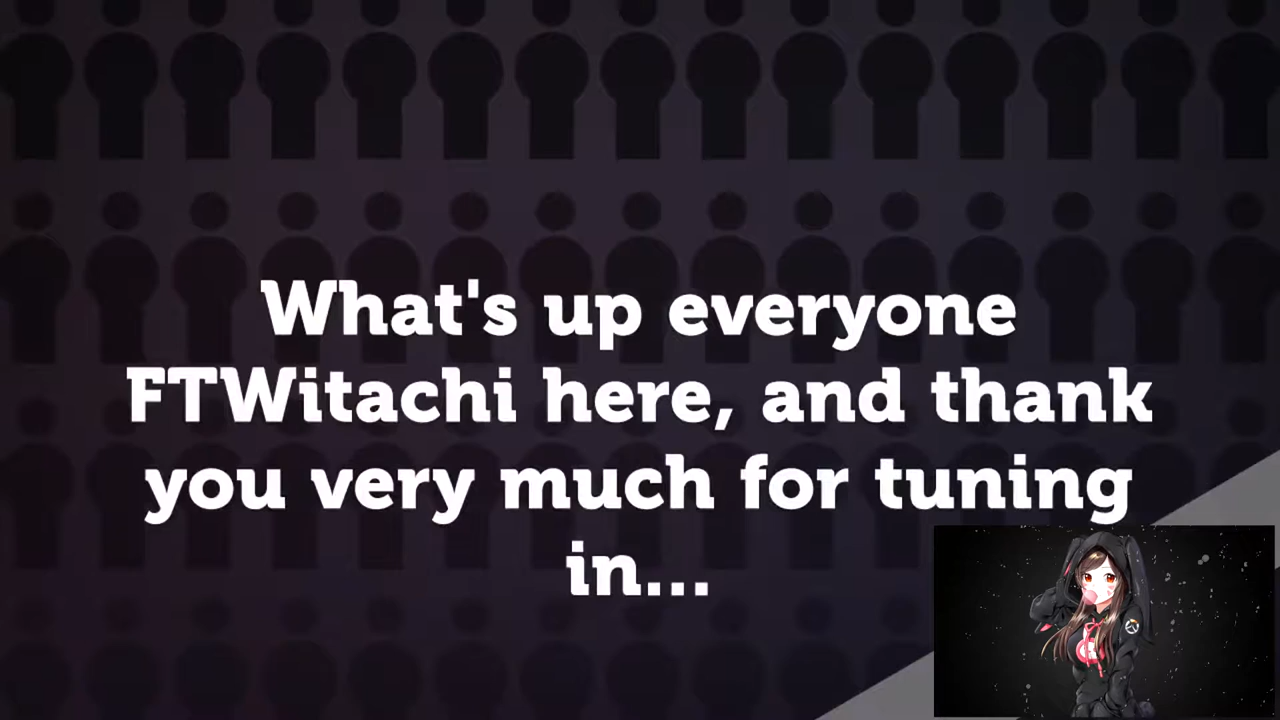 What's up everyone
FTWitachi here, and thank
you very much for tuning
in...